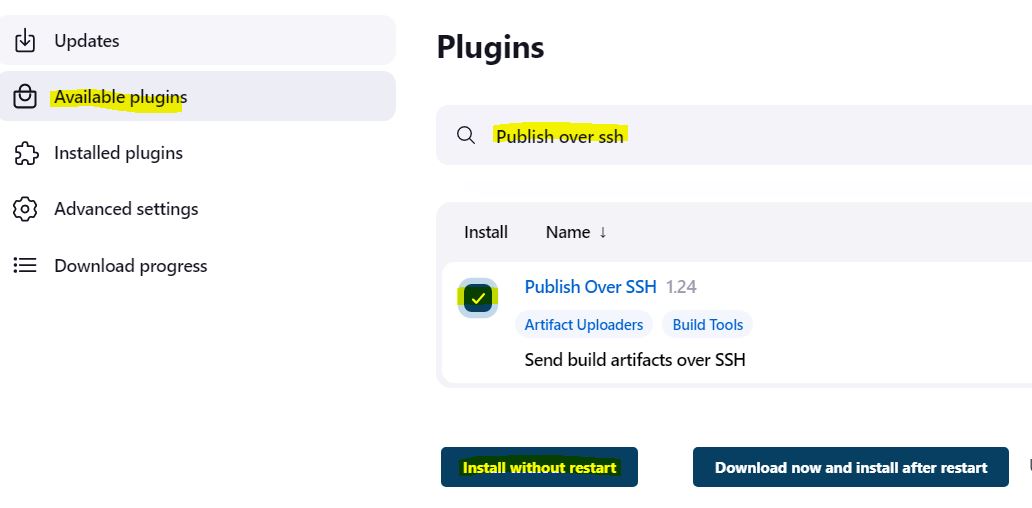 Updates
Available plugins
Installed plugins
Advanced settings
Download progress
Plugins
Publish over ssh
Install Name ↓
Publish Over SSH 1.24
Artifact Uploaders Build Tools
Send build artifacts over SSH
Install without restart Download now and install after restart